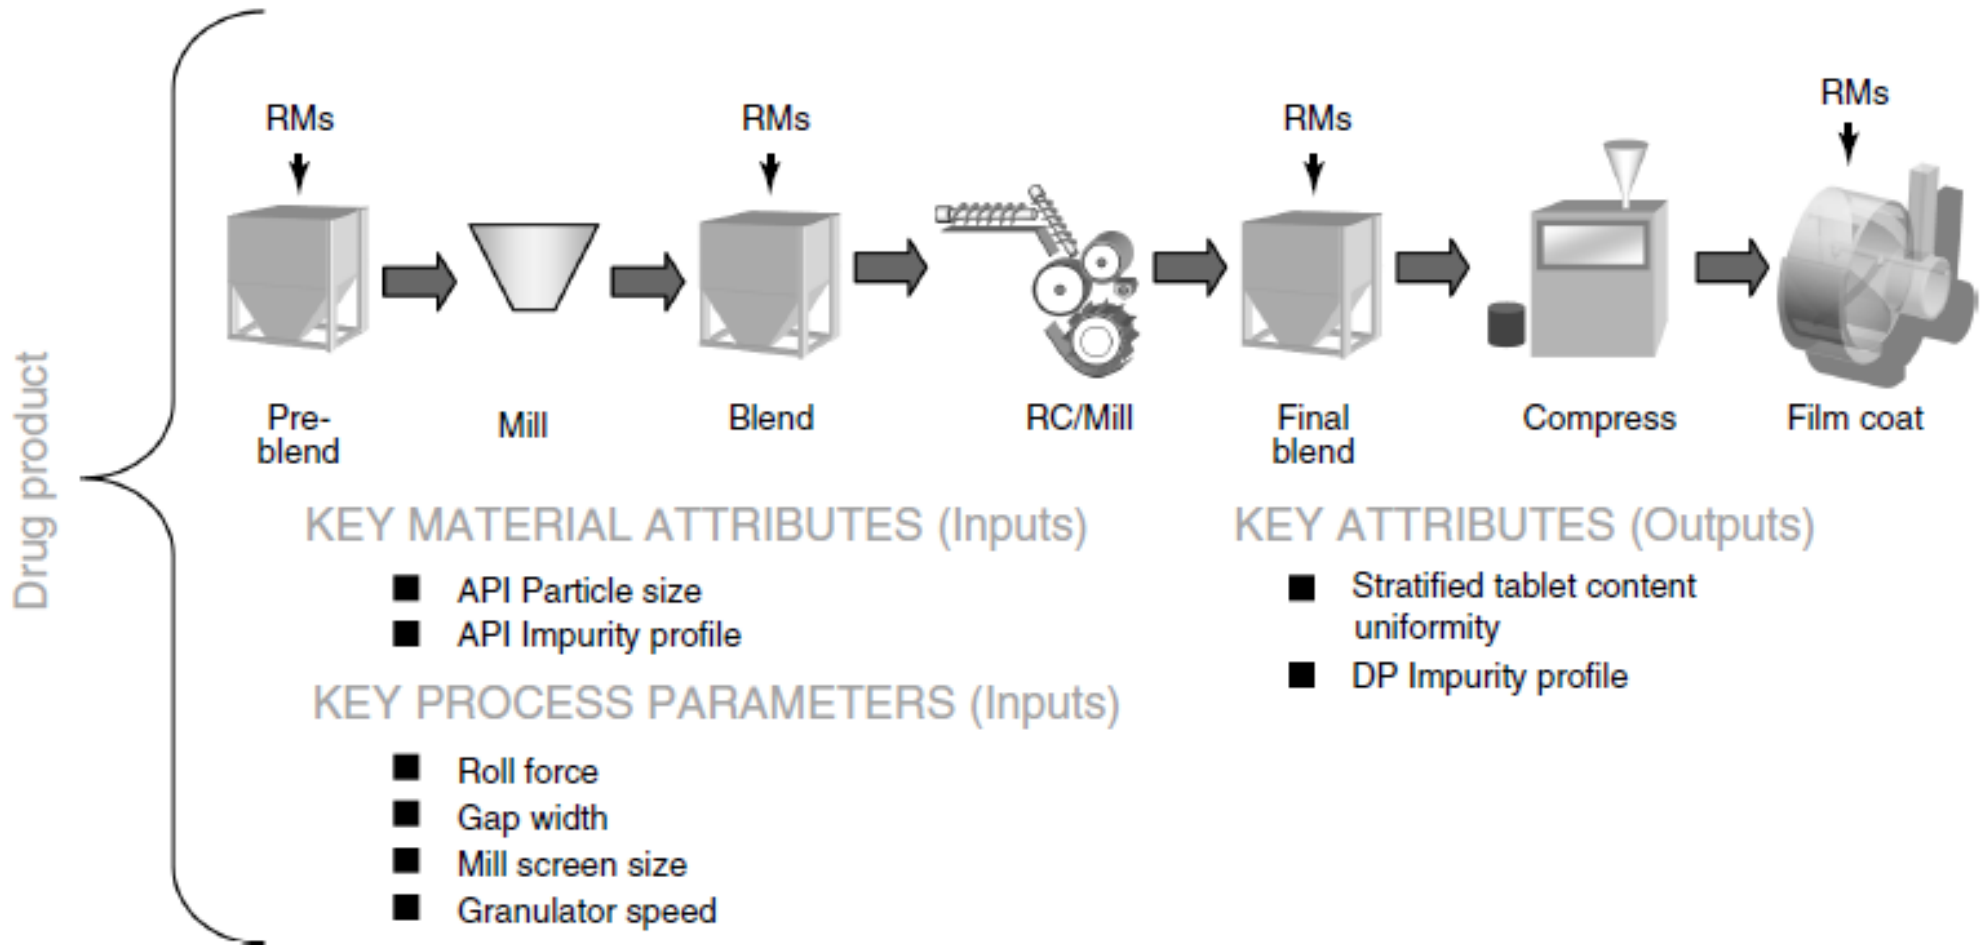 Drug product
RMs
RMs
RMs
RMs
Pre-
blend
Mill
Blend
RC/Mill
Final
blend
Compress
Film coat
KEY MATERIAL ATTRIBUTES (Inputs)
API Particle size
API Impurity profile
KEY PROCESS PARAMETERS (Inputs)
Roll force
Gap width
Mill screen size
Granulator speed
KEY ATTRIBUTES (Outputs)
Stratified tablet content
uniformity
DP Impurity profile